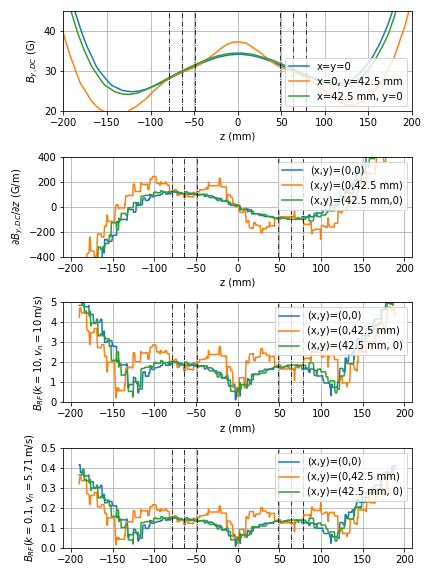 B_{y,DC} (G)
40
30
20
x=y=0
x=0, y=42.5 mm
x=42.5 mm, y=0
−200 −150 −100 −50 0 50 100 150 200
z (mm)
∂B_{y,DC}/∂z (G/m)
400
200
0
−200
−400
(x,y)=(0,0)
(x,y)=(0,42.5 mm)
(x,y)=(42.5 mm,0)
−200 −150 −100 −50 0 50 100 150 200
z (mm)
B_{RF}(k = 10, v_n = 10 m/s)
5
4
3
2
1
0
(x,y)=(0,0)
(x,y)=(0,42.5 mm)
(x,y)=(42.5 mm, 0)
−200 −150 −100 −50 0 50 100 150 200
z (mm)
B_{RF}(k = 0.1, v_n = 5.71 m/s)
0.5
0.4
0.3
0.2
0.1
0.0
(x,y)=(0,0)
(x,y)=(0,42.5 mm)
(x,y)=(42.5 mm, 0)
−200 −150 −100 −50 0 50 100 150 200